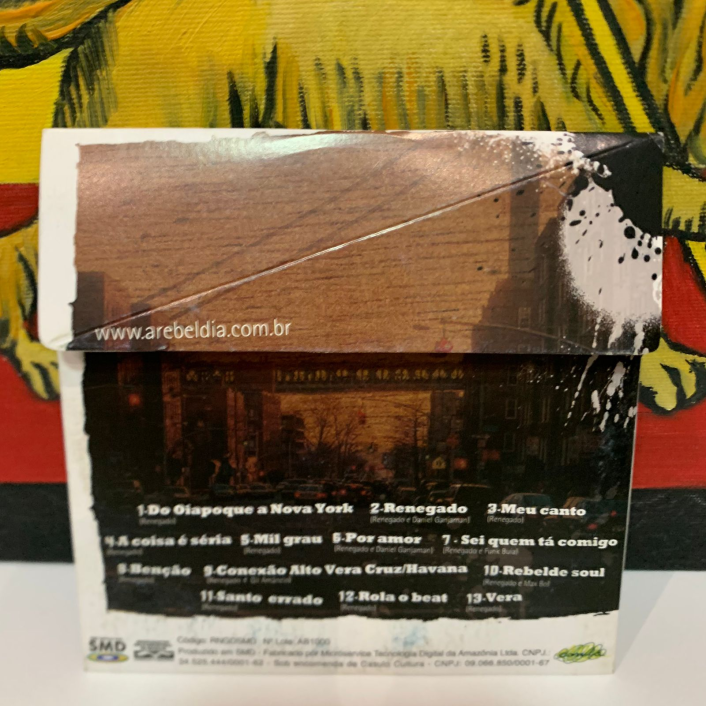 www.arebeldia.com.br
1-Do Oiapoque a Nova York 2-Renegado 3-Meu canto
(Renegado) (Renegado e Daniel Ganjaman) (Renegado)
4-A coisa é séria 5-Mil grau 6-Por amor 7-Sei quem tá comigo
(Renegado) (Renegado) (Renegado e Daniel Ganjaman) (Renegado e Funk Buia)
8-Benção 9-Conexão Alto Vera Cruz/Havana 10-Rebelde soul
(Renegado) (Renegado e Max Bo)
11-Santo errado 12-Rola o beat 13-Vera
(Renegado) (Renegado) (Renegado)
SMD
Código: Nº Lote: AB1000
Produzido em SMD - Fabricado por Microservice Tecnologia Digital da Amazônia Ltda. CNPJ.:
Sob encomenda de Casulo Cultura - CNPJ: 09.066.850/0001-67